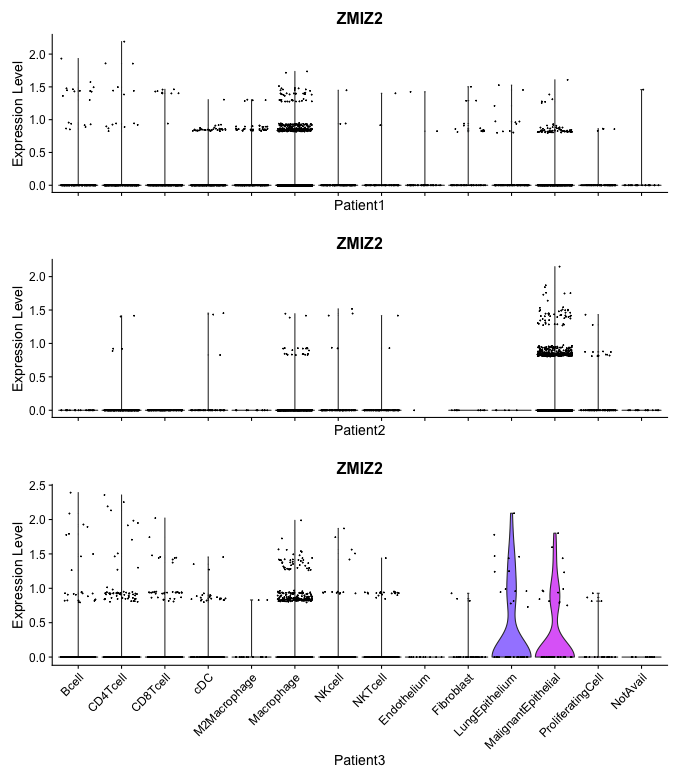 ZMIZ2
Expression Level
2.0
1.5
1.0
0.5
0.0
Patient1
ZMIZ2
Expression Level
2.0
1.5
1.0
0.5
0.0
Patient2
ZMIZ2
Expression Level
2.5
2.0
1.5
1.0
0.5
0.0
Bcell
CD4Tcell
CD8Tcell
cDC
M2Macrophage
Macrophage
NKcell
NKTcell
Endothelium
Fibroblast
LungEpithelium
MalignantEpithelial
ProliferatingCell
NotAvail
Patient3